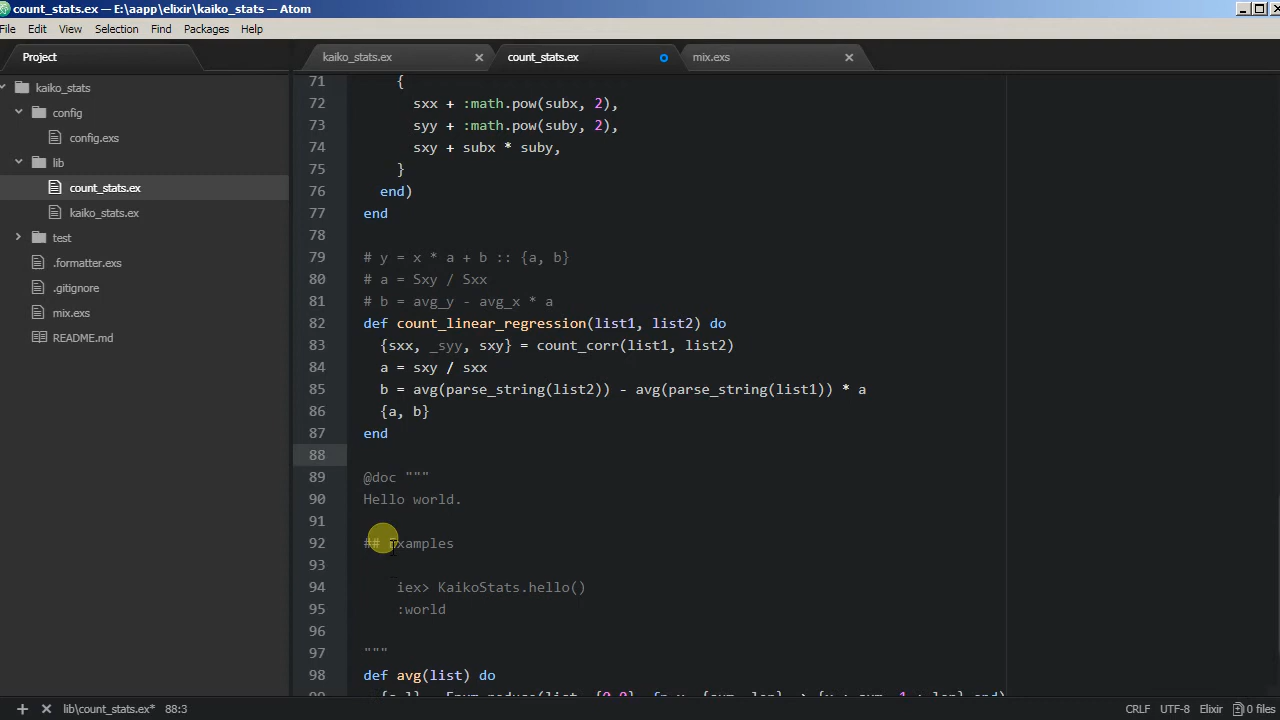 count_stats.ex — E:\aapp\elixir\kaiko_stats — Atom
File Edit View Selection Find Packages Help
Project
kaiko_stats.ex
count_stats.ex
mix.exs
kaiko_stats
config
config.exs
lib
count_stats.ex
kaiko_stats.ex
test
.formatter.exs
.gitignore
mix.exs
README.md
71 {
72 sxx + :math.pow(subx, 2),
73 syy + :math.pow(suby, 2),
74 sxy + subx * suby,
75 }
76 end)
77 end
78
79 # y = x * a + b :: {a, b}
80 # a = Sxy / Sxx
81 # b = avg_y - avg_x * a
82 def count_linear_regression(list1, list2) do
83 {sxx, _syy, sxy} = count_corr(list1, list2)
84 a = sxy / sxx
85 b = avg(parse_string(list2)) - avg(parse_string(list1)) * a
86 {a, b}
87 end
88
89 @doc """
90 Hello world.
91
92 ## Examples
93
94 iex> KaikoStats.hello()
95 :world
96
97 """
98 def avg(list) do
lib\count_stats.ex* 88:3
CRLF UTF-8 Elixir 0 files